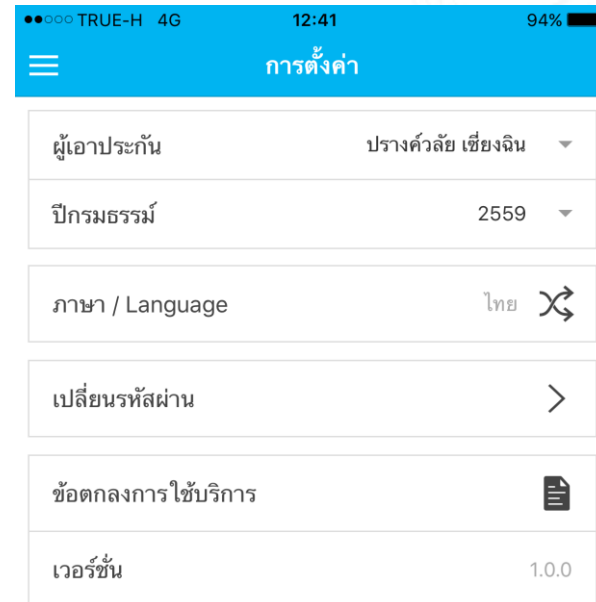 TRUE-H 4G 12:41 94%
การตั้งค่า
ผู้เอาประกัน ปรางค์วลัย เซี่ยงฉิน
ปีกรมธรรม์ 2559
ภาษา / Language ไทย
เปลี่ยนรหัสผ่าน
ข้อตกลงการใช้บริการ
เวอร์ชั่น 1.0.0